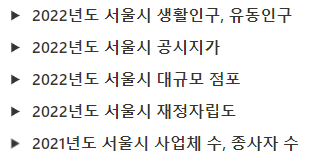 ▶ 2022년도 서울시 생활인구, 유동인구
▶ 2022년도 서울시 공시지가
▶ 2022년도 서울시 대규모 점포
▶ 2022년도 서울시 재정자립도
▶ 2021년도 서울시 사업체 수, 종사자 수